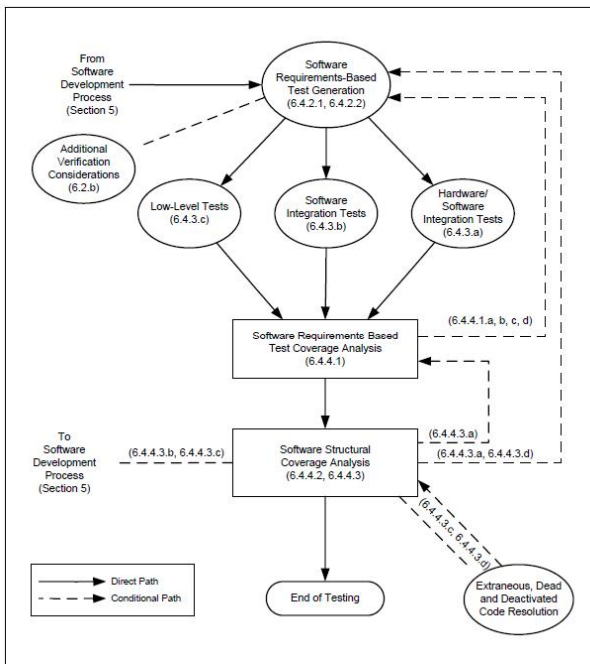 From
Software
Development
Process
(Section 5)
Software
Requirements-Based
Test Generation
(6.4.2.1, 6.4.2.2)
Additional
Verification
Considerations
(6.2.b)
Low-Level Tests
(6.4.3.c)
Software
Integration Tests
(6.4.3.b)
Hardware/
Software
Integration Tests
(6.4.3.a)
Software Requirements Based
Test Coverage Analysis
(6.4.4.1)
(6.4.4.1.a, b, c, d)
To
Software
Development
Process
(Section 5)
(6.4.4.3.b, 6.4.4.3.c)
Software Structural
Coverage Analysis
(6.4.4.2, 6.4.4.3)
(6.4.4.3.a)
(6.4.4.3.a, 6.4.4.3.d)
(6.4.4.3.c, 6.4.4.3.d)
Direct Path
Conditional Path
End of Testing
Extraneous, Dead
and Deactivated
Code Resolution